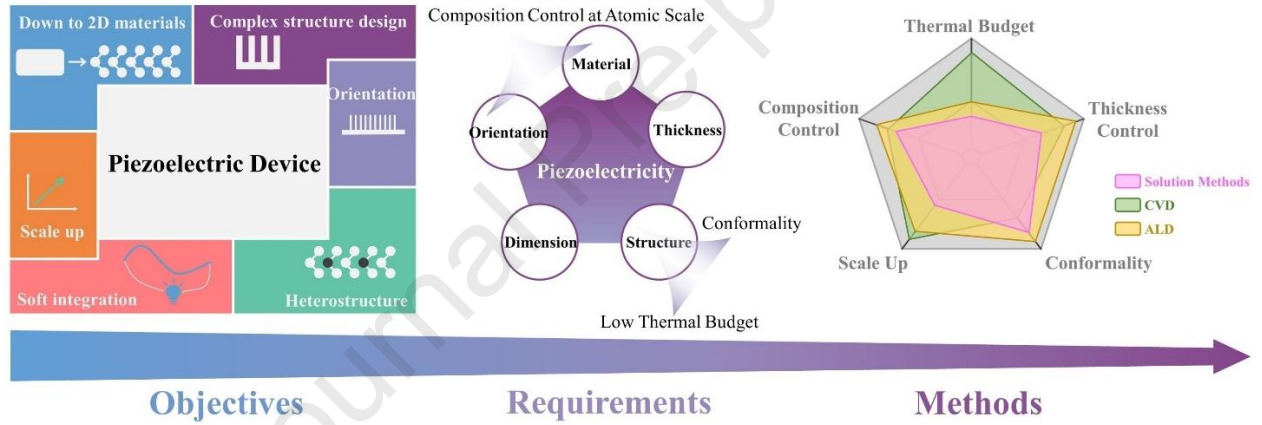 Down to 2D materials
Complex structure design
Orientation
Piezoelectric Device
Scale up
Soft integration
Heterostructure
Composition Control at Atomic Scale
Material
Orientation
Thickness
Piezoelectricity
Dimension
Structure
Conformality
Low Thermal Budget
Thermal Budget
Composition
Control
Thickness
Control
Solution Methods
CVD
ALD
Scale Up
Conformality
Objectives
Requirements
Methods